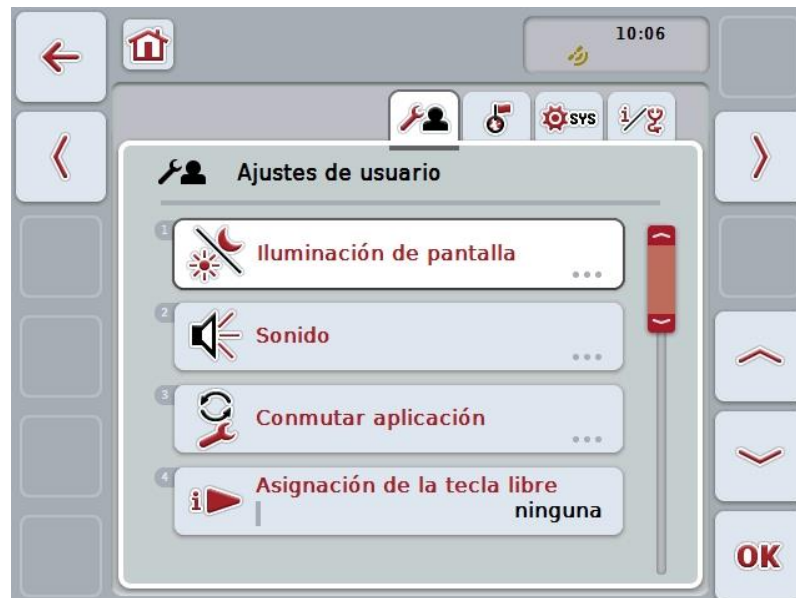 10:06
SYS
i/
Ajustes de usuario
1
Iluminación de pantalla
2
Sonido
3
Conmutar aplicación
4
i
Asignación de la tecla libre
ninguna
OK